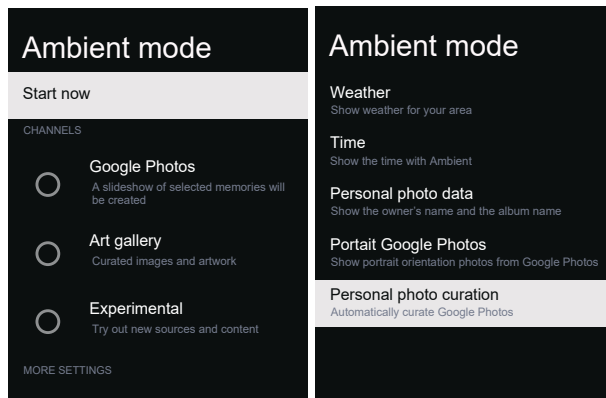 Ambient mode
Start now
CHANNELS
Google Photos
A slideshow of selected memories will
be created
Art gallery
Curated images and artwork
Experimental
Try out new sources and content
MORE SETTINGS
Ambient mode
Weather
Show weather for your area
Time
Show the time with Ambient
Personal photo data
Show the owner's name and the album name
Portait Google Photos
Show portrait orientation photos from Google Photos
Personal photo curation
Automatically curate Google Photos